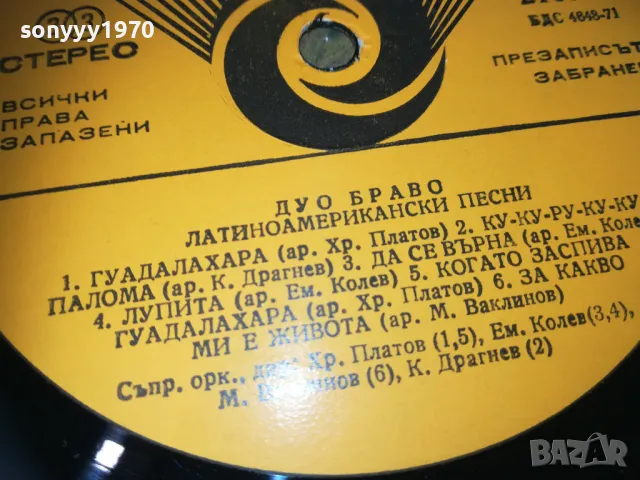 sonyyy1970
33
СТЕРЕО
ВСИЧКИ
ПРАВА
ЗАПАЗЕНИ
БДС 4848-71
ПРЕЗАПИСЪТ
ЗАБРАНЕН
ДУО БРАВО
ЛАТИНОАМЕРИКАНСКИ ПЕСНИ
1. ГУАДАЛАХАРА (ар. Хр. Платов) 2. КУ-КУ-РУ-КУ-КУ
ПАЛОМА (ар. К. Драгнев) 3. ДА СЕ ВЪРНА (ар. Ем. Колев)
4. ЛУПИТА (ар. Ем. Колев) 5. КОГАТО ЗАСПИВА
ГУАДАЛАХАРА (ар. Хр. Платов) 6. ЗА КАКВО
МИ Е ЖИВОТА (ар. М. Ваклинов)
Съпр. орк., Хр. Платов (1,5), Ем. Колев(3,4),
М. (6), К. Драгнев (2)
BAZAR